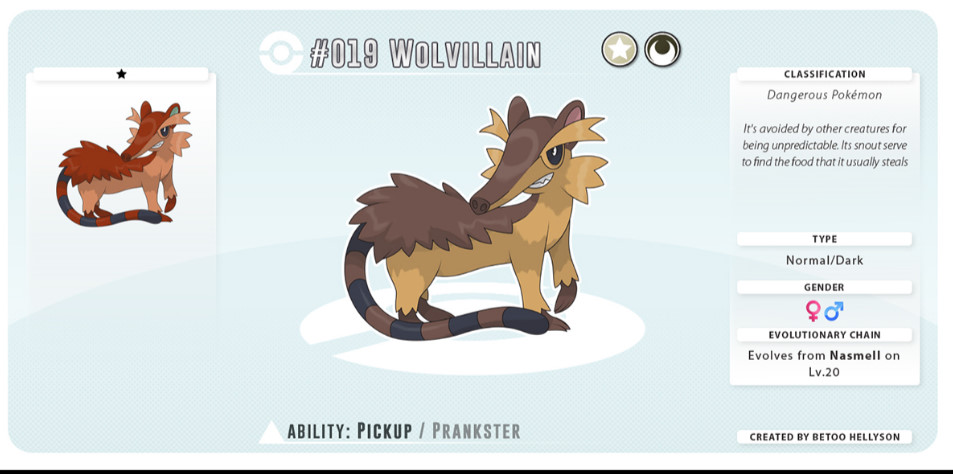 #019 Wolvillain
★
CLASSIFICATION
Dangerous Pokémon
It's avoided by other creatures for
being unpredictable. Its snout serve
to find the food that it usually steals
TYPE
Normal/Dark
GENDER
♀♂
EVOLUTIONARY CHAIN
Evolves from Nasmell on
Lv.20
ABILITY: PICKUP / PRANKSTER
CREATED BY BETOO HELLYSON